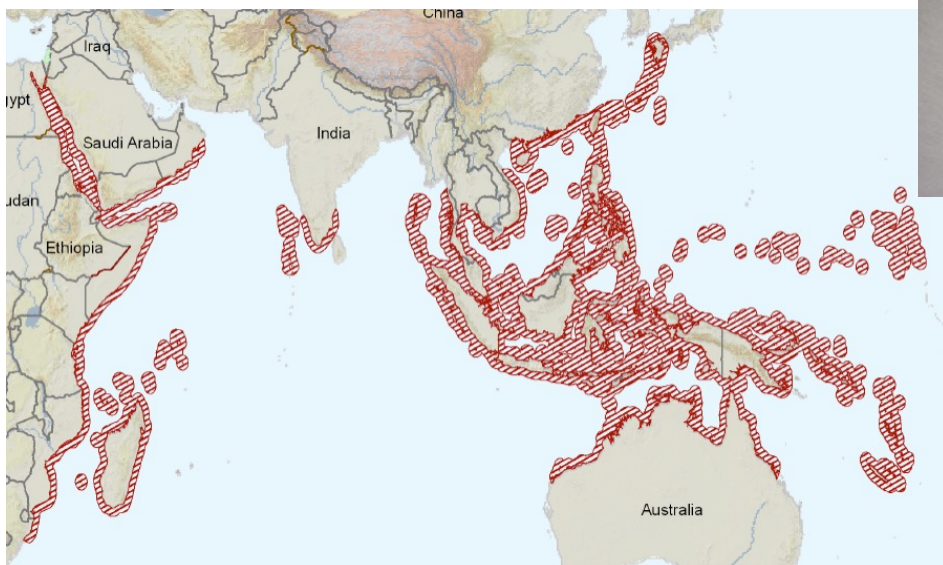 China
Iraq
ypt
India
Saudi Arabia
udan
Ethiopia
Australia